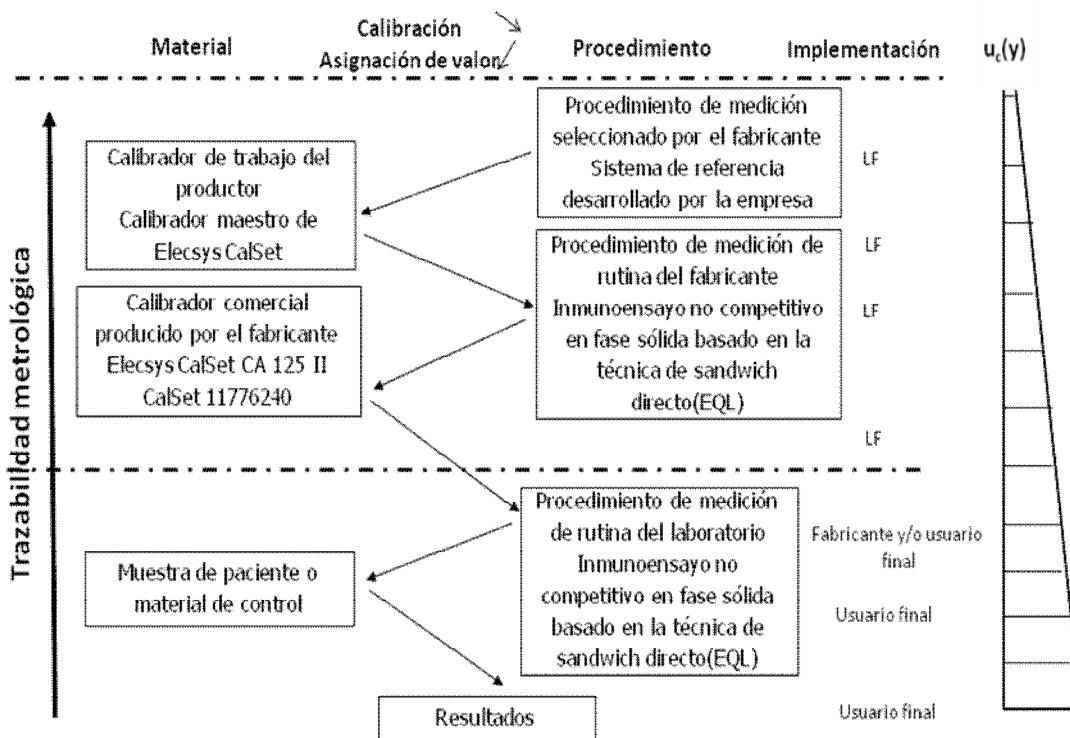 Material
Calibración
Asignación de valor
Procedimiento
Implementación
u_c(y)
Trazabilidad metrológica
Procedimiento de medición
seleccionado por el fabricante
Sistema de referencia
desarrollado por la empresa
LF
Calibrador de trabajo del
productor
Calibrador maestro de
Elecsys CalSet
Procedimiento de medición de
rutina del fabricante
Inmunoensayo no competitivo
en fase sólida basado en la
técnica de sandwich
directo(EQL)
LF
LF
Calibrador comercial
producido por el fabricante
Elecsys CalSet CA 125 II
CalSet 11776240
LF
Procedimiento de medición
de rutina del laboratorio
Inmunoensayo no
competitivo en fase sólida
basado en la técnica de
sandwich directo(EQL)
Fabricante y/o usuario
final
Muestra de paciente o
material de control
Usuario final
Resultados
Usuario final